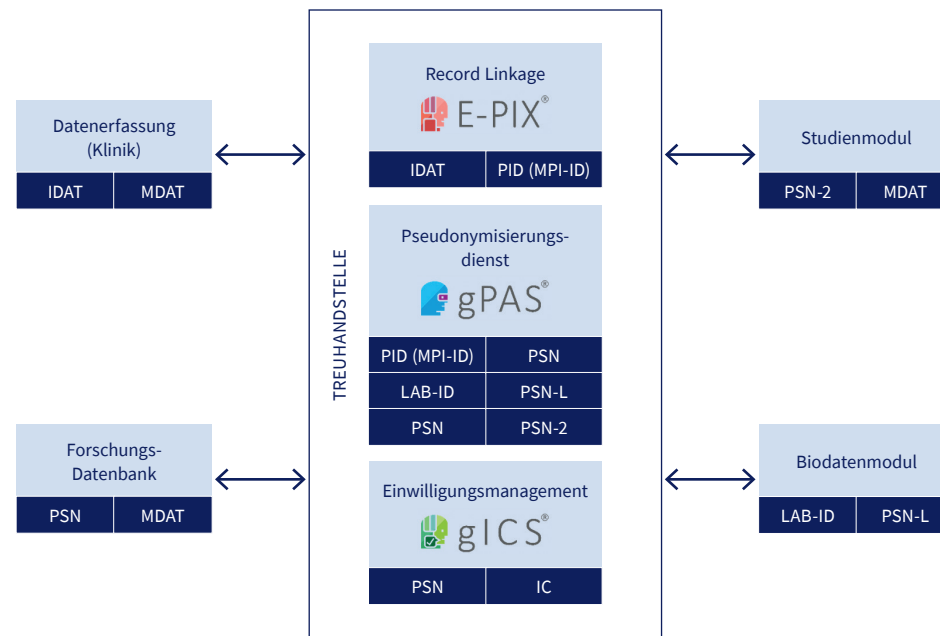 Datenerfassung
(Klinik)
IDAT MDAT
Forschungs-
Datenbank
PSN MDAT
TREUHANDSTELLE
Record Linkage
E-PIX®
IDAT PID (MPI-ID)
Pseudonymisierungs-
dienst
gPAS®
PID (MPI-ID) PSN
LAB-ID PSN-L
PSN PSN-2
Einwilligungsmanagement
gICS®
PSN IC
Studienmodul
PSN-2 MDAT
Biodatenmodul
LAB-ID PSN-L